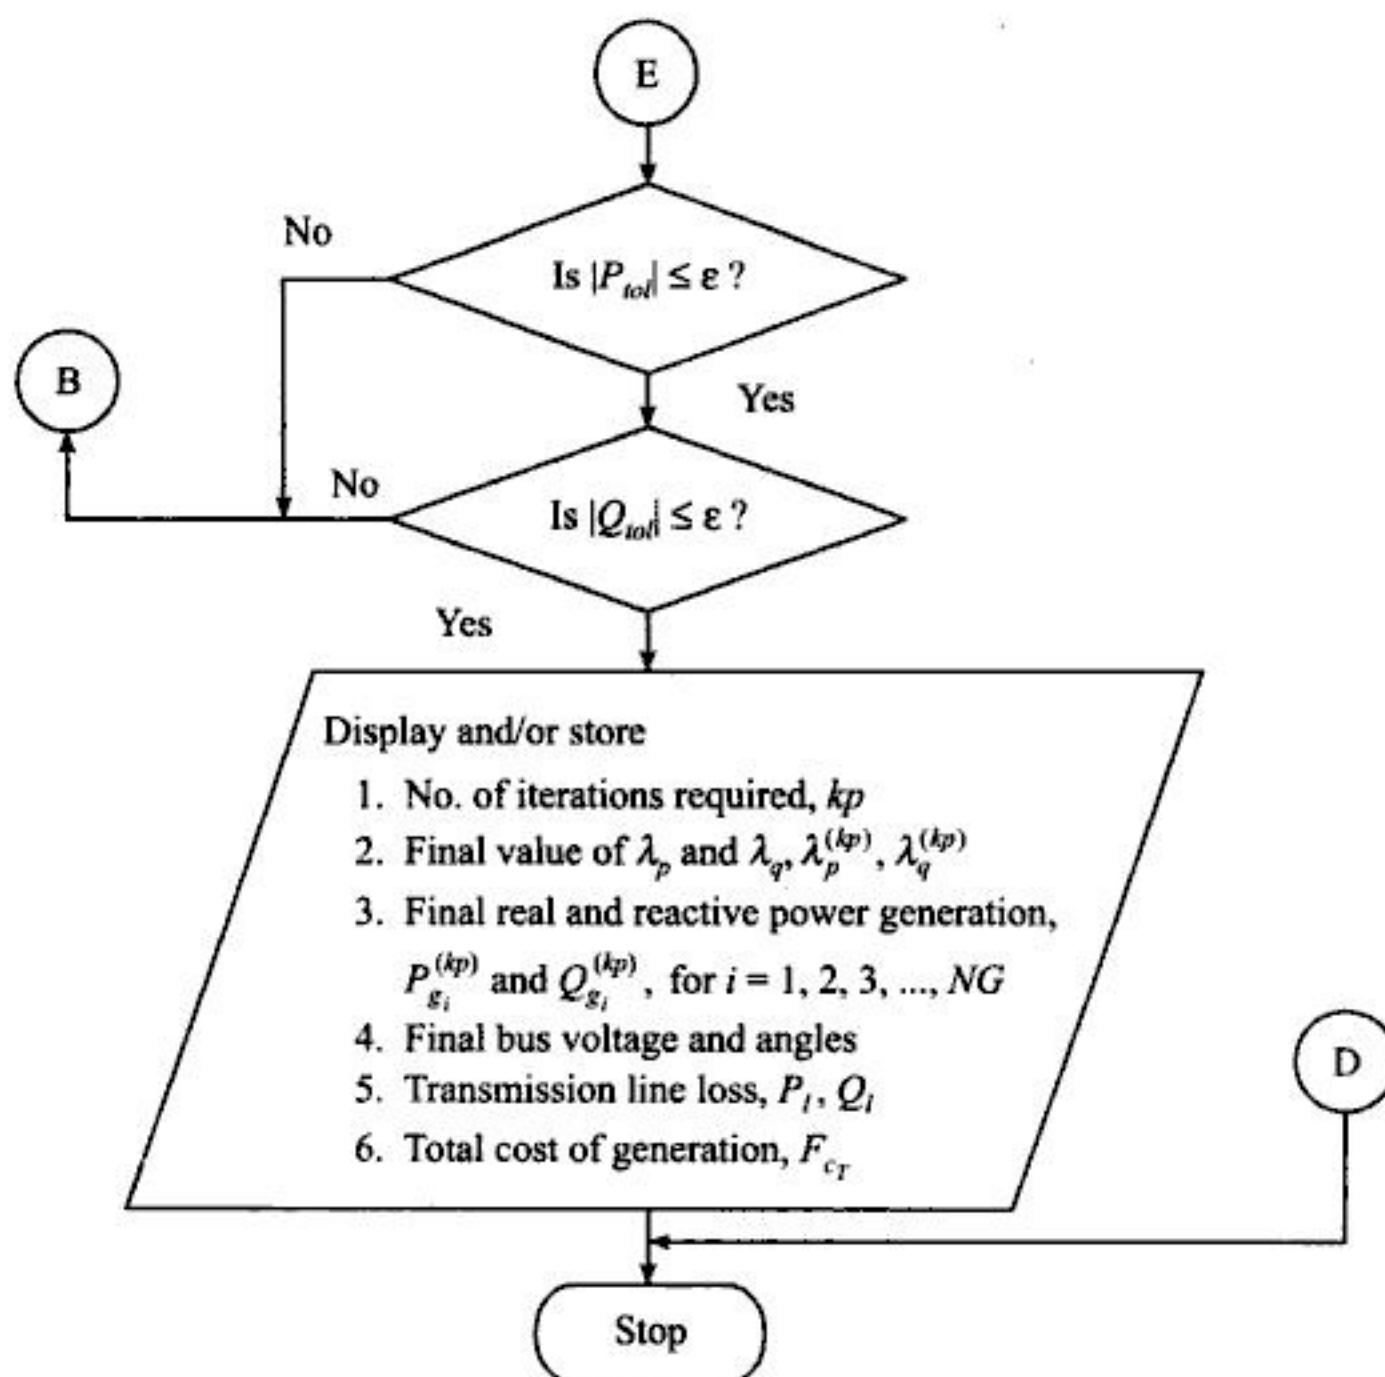 E
No
Is |P_tol| ≤ ε ?
B
Yes
No
Is |Q_tol| ≤ ε ?
Yes
Display and/or store
1. No. of iterations required, kp
2. Final value of λ_p and λ_q, λ_p^(kp), λ_q^(kp)
3. Final real and reactive power generation,
P_g_i^(kp) and Q_g_i^(kp), for i = 1, 2, 3, ..., NG
4. Final bus voltage and angles
5. Transmission line loss, P_l, Q_l
D
6. Total cost of generation, F_c_T
Stop